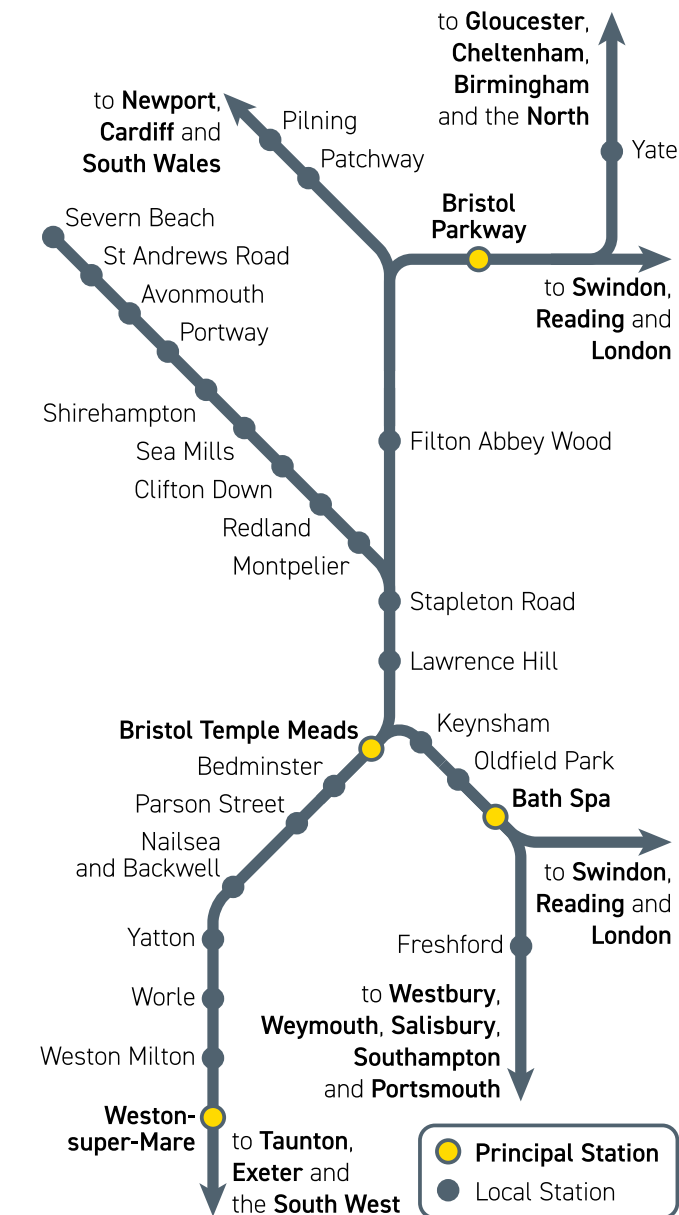 to Gloucester,
Cheltenham,
Birmingham
and the North
to Newport,
Cardiff and
South Wales
Pilning
Patchway
Yate
Bristol
Parkway
to Swindon,
Reading and
London
Severn Beach
St Andrews Road
Avonmouth
Portway
Shirehampton
Sea Mills
Clifton Down
Redland
Montpelier
Filton Abbey Wood
Stapleton Road
Lawrence Hill
Bristol Temple Meads
Keynsham
Bedminster
Oldfield Park
Parson Street
Bath Spa
Nailsea
and Backwell
to Swindon,
Reading and
London
Yatton
Freshford
Worle
to Westbury,
Weymouth, Salisbury,
Southampton
and Portsmouth
Weston Milton
Weston-
super-Mare
to Taunton,
Exeter and
the South West
Principal Station
Local Station